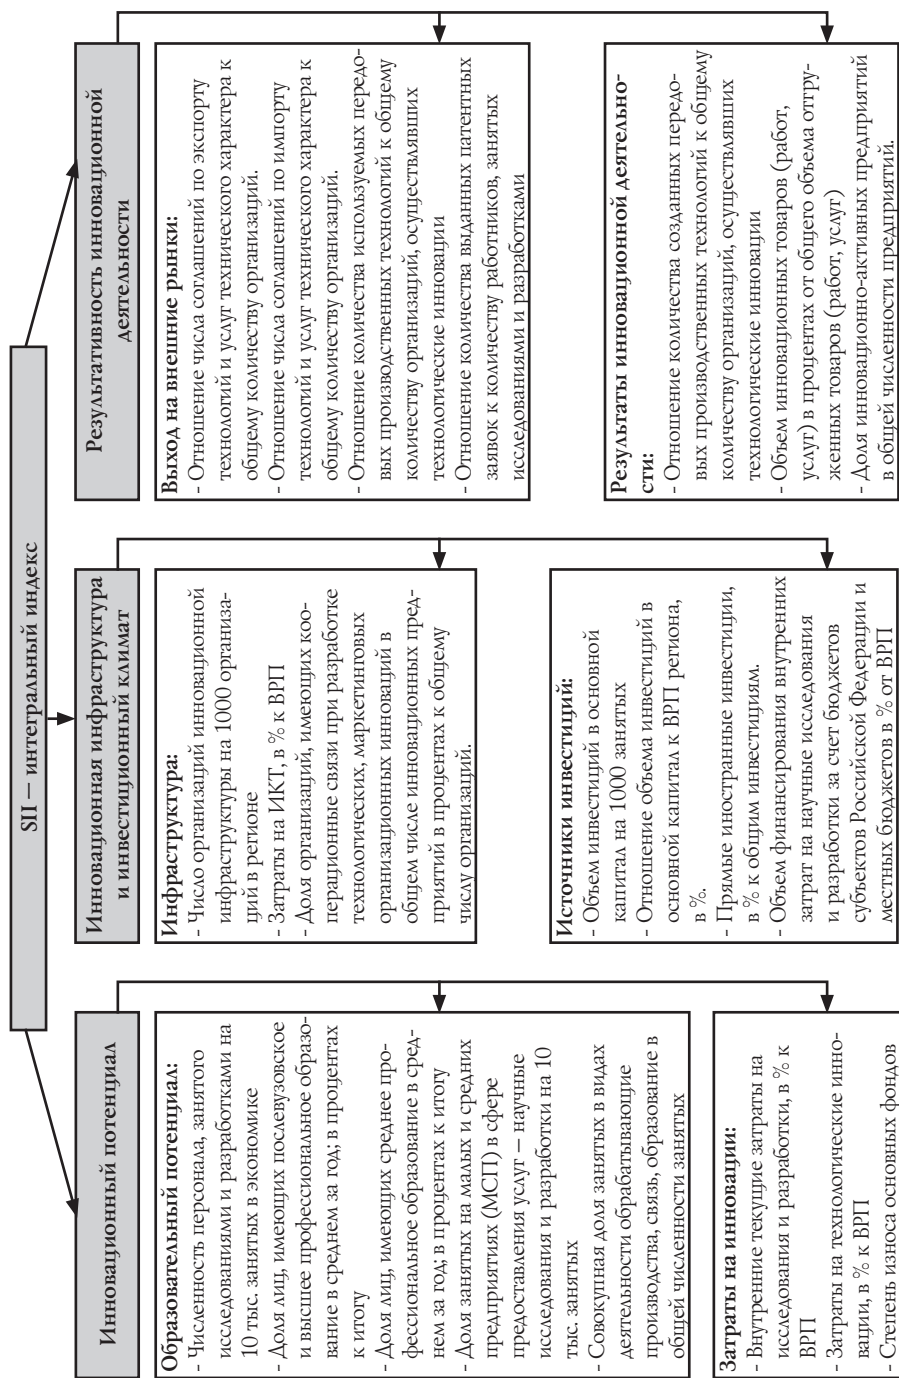 SII — интегральный индекс
Инновационный потенциал
Образовательный потенциал:
- Численность персонала, занятого
исследованиями и разработками на
10 тыс. занятых в экономике
- Доля лиц, имеющих послевузовское
и высшее профессиональное образо-
вание в среднем за год; в процентах
к итогу
- Доля лиц, имеющих среднее про-
фессиональное образование в сред-
нем за год; в процентах к итогу
- Доля занятых на малых и средних
предприятиях (МСП) в сфере
предоставления услуг — научные
исследования и разработки на 10
тыс. занятых
- Совокупная доля занятых в видах
деятельности обрабатывающие
производства, связь, образование в
общей численности занятых
Затраты на инновации:
- Внутренние текущие затраты на
исследования и разработки, в % к
ВРП
- Затраты на технологические инно-
вации, в % к ВРП
- Степень износа основных фондов
Инновационная инфраструктура
и инвестиционный климат
Инфраструктура:
- Число организаций инновационной
инфраструктуры на 1000 организа-
ций в регионе
- Затраты на ИКТ, в % к ВРП
- Доля организаций, имеющих коо-
перационные связи при разработке
технологических, маркетинговых
организационных инноваций в
общем числе инновационных пред-
приятий в процентах к общему
числу организаций.
Источники инвестиций:
- Объем инвестиций в основной
капитал на 1000 занятых
- Отношение объема инвестиций в
основной капитал к ВРП региона,
в %.
- Прямые иностранные инвестиции,
в % к общим инвестициям.
- Объем финансирования внутренних
затрат на научные исследования
и разработки за счет бюджетов
субъектов Российской Федерации и
местных бюджетов в % от ВРП
Результативность инновационной
деятельности
Выход на внешние рынки:
- Отношение числа соглашений по экспорту
технологий и услуг технического характера к
общему количеству организаций.
- Отношение числа соглашений по импорту
технологий и услуг технического характера к
общему количеству организаций.
- Отношение количества используемых передо-
вых производственных технологий к общему
количеству организаций, осуществлявших
технологические инновации
- Отношение количества выданных патентных
заявок к количеству работников, занятых
исследованиями и разработками
Результаты инновационной деятельно-
сти:
- Отношение количества созданных передо-
вых производственных технологий к общему
количеству организаций, осуществлявших
технологические инновации
- Объем инновационных товаров (работ,
услуг) в процентах от общего объема отгру-
женных товаров (работ, услуг)
- Доля инновационно-активных предприятий
в общей численности предприятий.